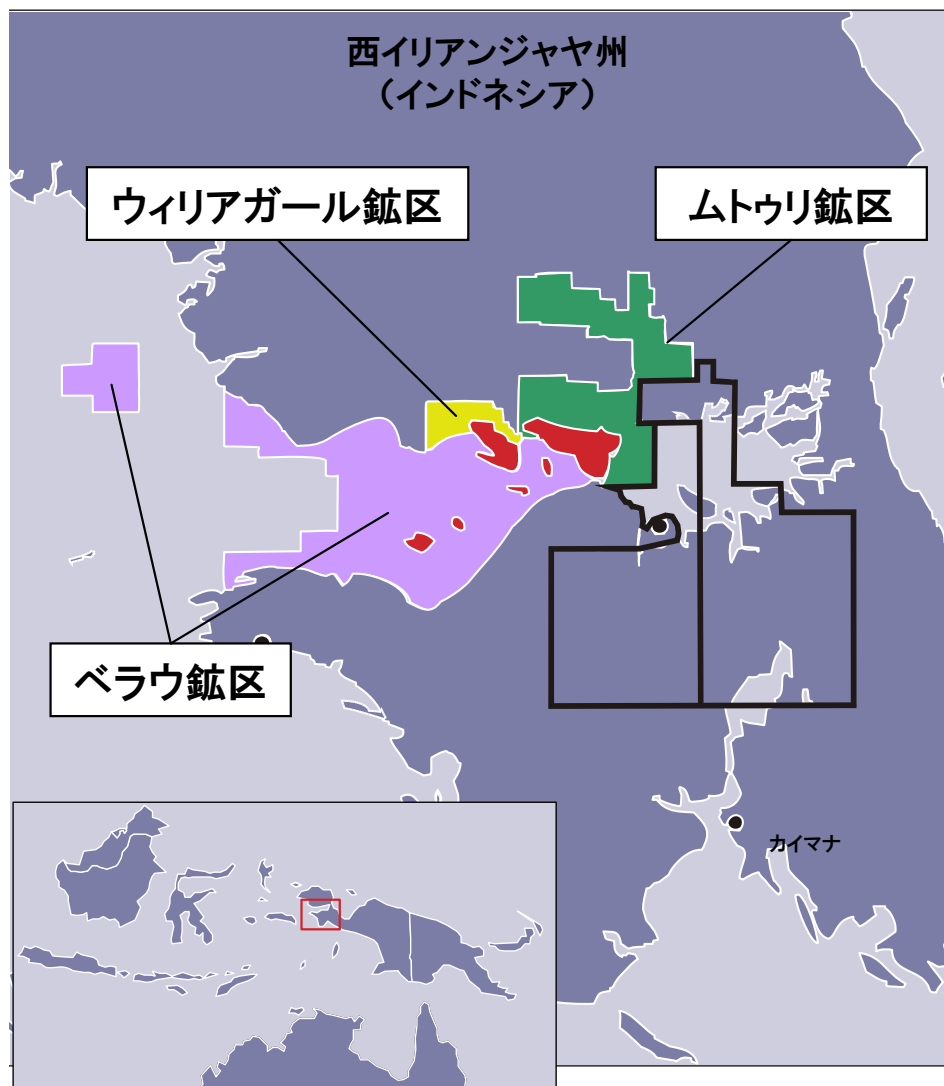 西イリアンジャヤ州
（インドネシア）
ウィリアガール鉱区
ムトゥリ鉱区
ベラウ鉱区
カイマナ